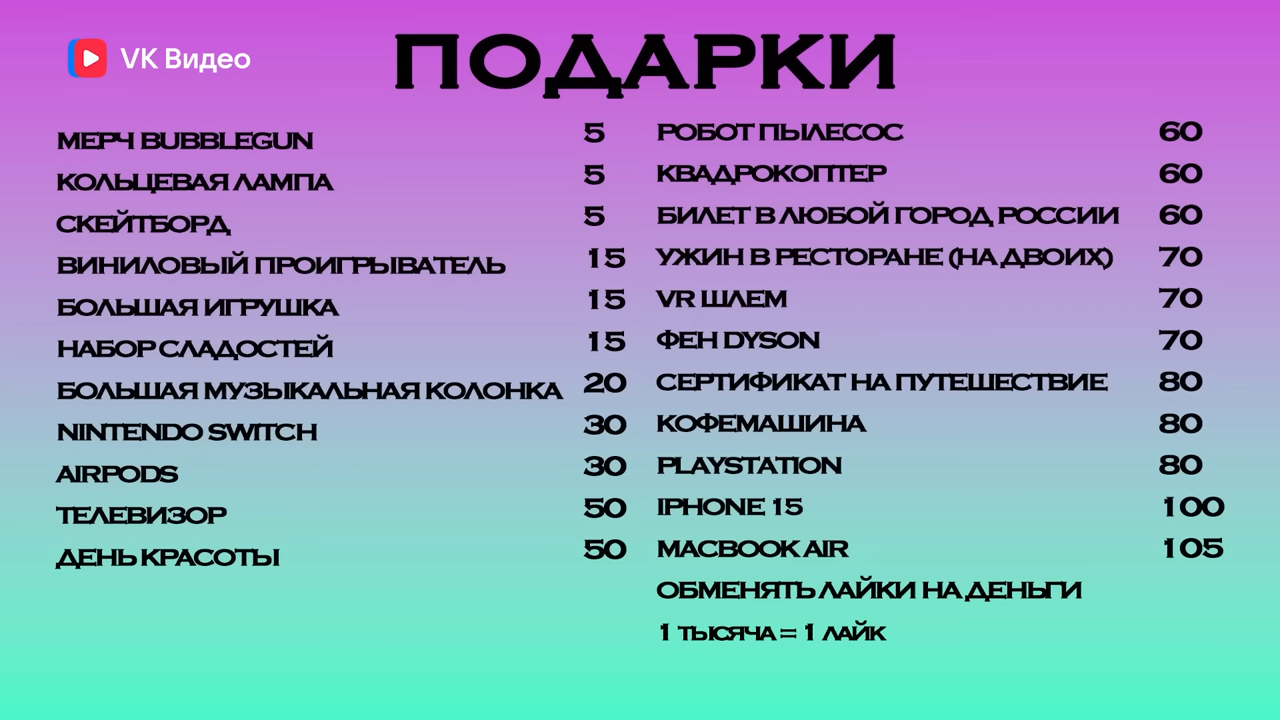 VK Видео
ПОДАРКИ
МЕРЧ BUBBLEGUN 5
КОЛЬЦЕВАЯ ЛАМПА 5
СКЕЙТБОРД 5
ВИНИЛОВЫЙ ПРОИГРЫВАТЕЛЬ 15
БОЛЬШАЯ ИГРУШКА 15
НАБОР СЛАДОСТЕЙ 15
БОЛЬШАЯ МУЗЫКАЛЬНАЯ КОЛОНКА 20
NINTENDO SWITCH 30
AIRPODS 30
ТЕЛЕВИЗОР 50
ДЕНЬ КРАСОТЫ 50
РОБОТ ПЫЛЕСОС 60
КВАДРОКОПТЕР 60
БИЛЕТ В ЛЮБОЙ ГОРОД РОССИИ 60
УЖИН В РЕСТОРАНЕ (НА ДВОИХ) 70
VR ШЛЕМ 70
ФЕН DYSON 70
СЕРТИФИКАТ НА ПУТЕШЕСТВИЕ 80
КОФЕМАШИНА 80
PLAYSTATION 80
IPHONE 15 100
MACBOOK AIR 105
ОБМЕНЯТЬ ЛАЙКИ НА ДЕНЬГИ
1 ТЫСЯЧА = 1 ЛАЙК